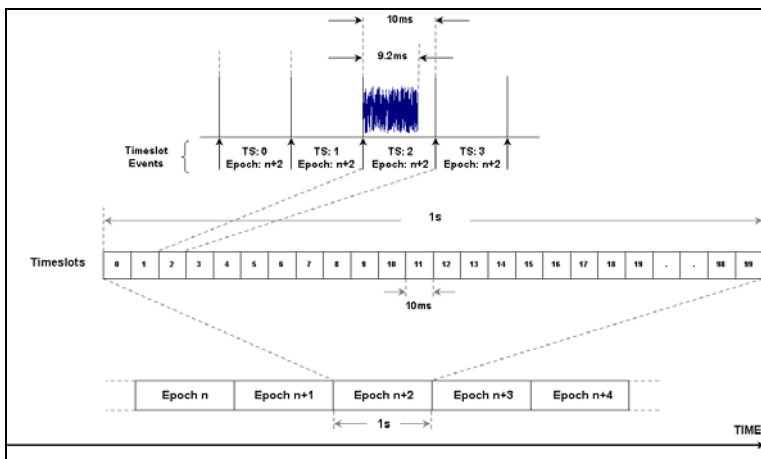 10ms
9.2ms
Timeslot Events
TS: 0 Epoch: n+2
TS: 1 Epoch: n+2
TS: 2 Epoch: n+2
TS: 3 Epoch: n+2
1s
Timeslots
0 1 2 3 4 5 6 7 8 9 10 11 12 13 14 15 16 17 18 19 . . 98 99
10ms
Epoch n Epoch n+1 Epoch n+2 Epoch n+3 Epoch n+4
1s
TIME